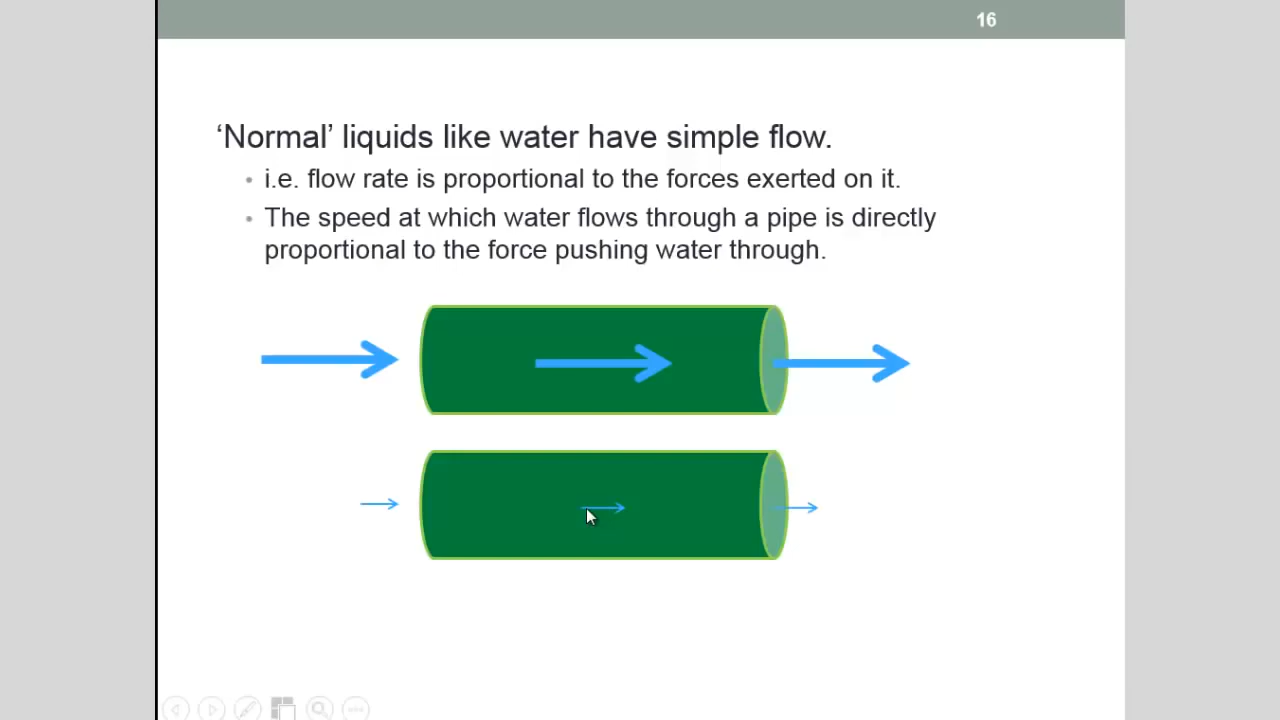 16
‘Normal’ liquids like water have simple flow.
• i.e. flow rate is proportional to the forces exerted on it.
• The speed at which water flows through a pipe is directly
proportional to the force pushing water through.